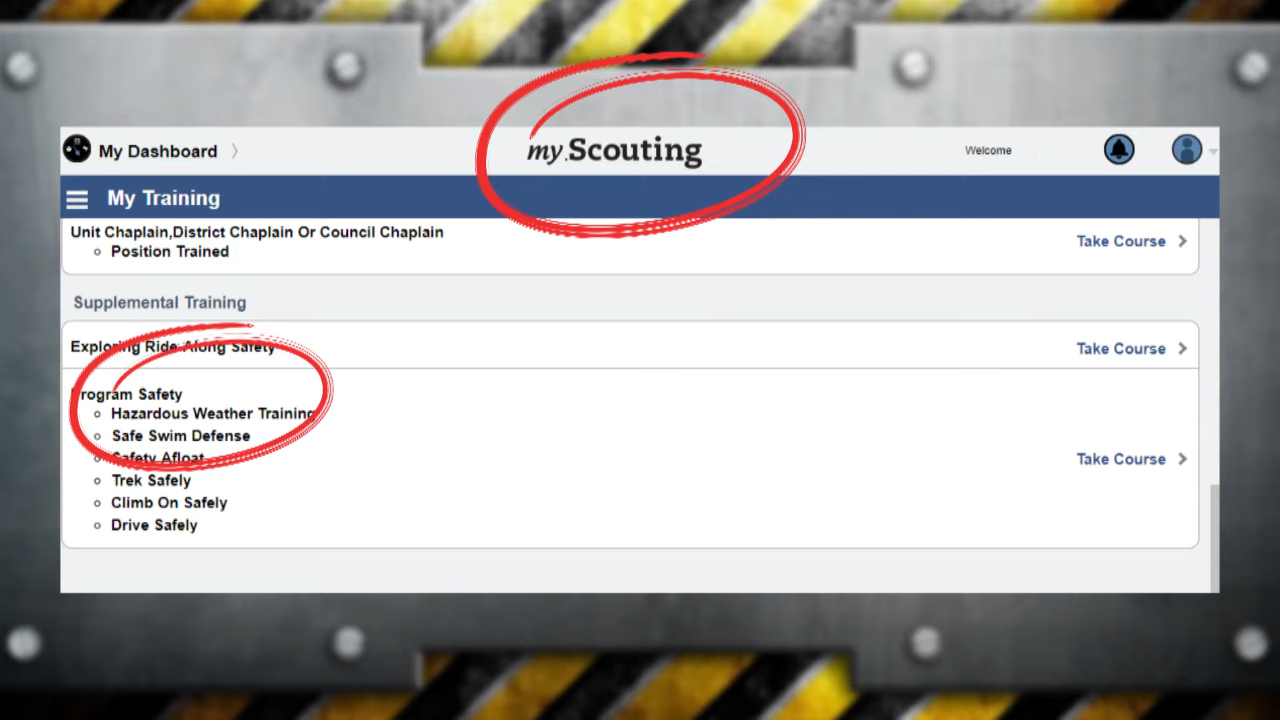 My Dashboard
my.Scouting
Welcome
My Training
Unit Chaplain,District Chaplain Or Council Chaplain
Position Trained
Take Course
Supplemental Training
Exploring Ride Along Safety
Take Course
Program Safety
Hazardous Weather Training
Safe Swim Defense
Safety Afloat
Take Course
Trek Safely
Climb On Safely
Drive Safely